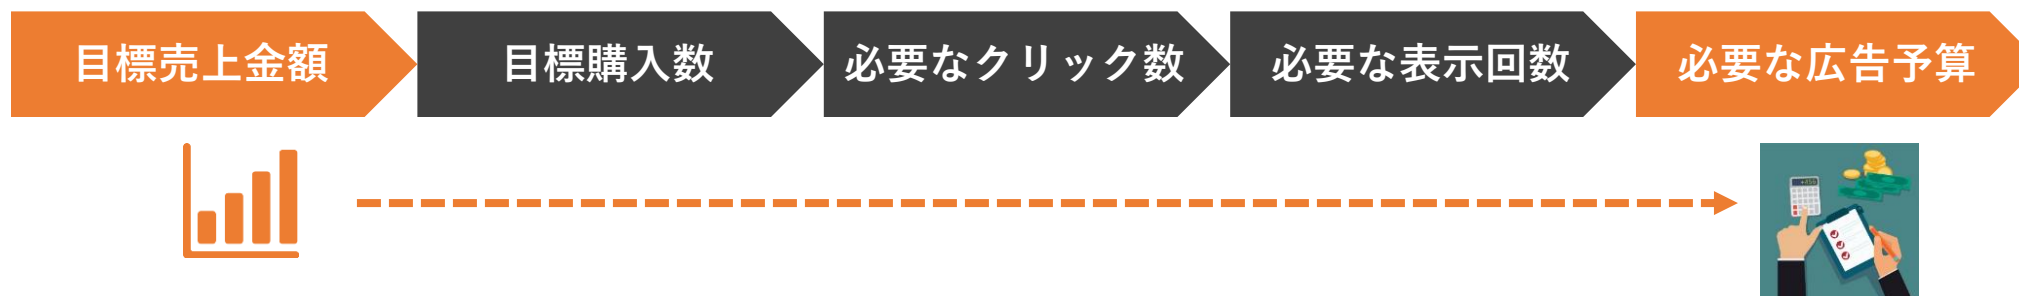 目標売上金額
目標購入数
必要なクリック数
必要な表示回数
必要な広告予算